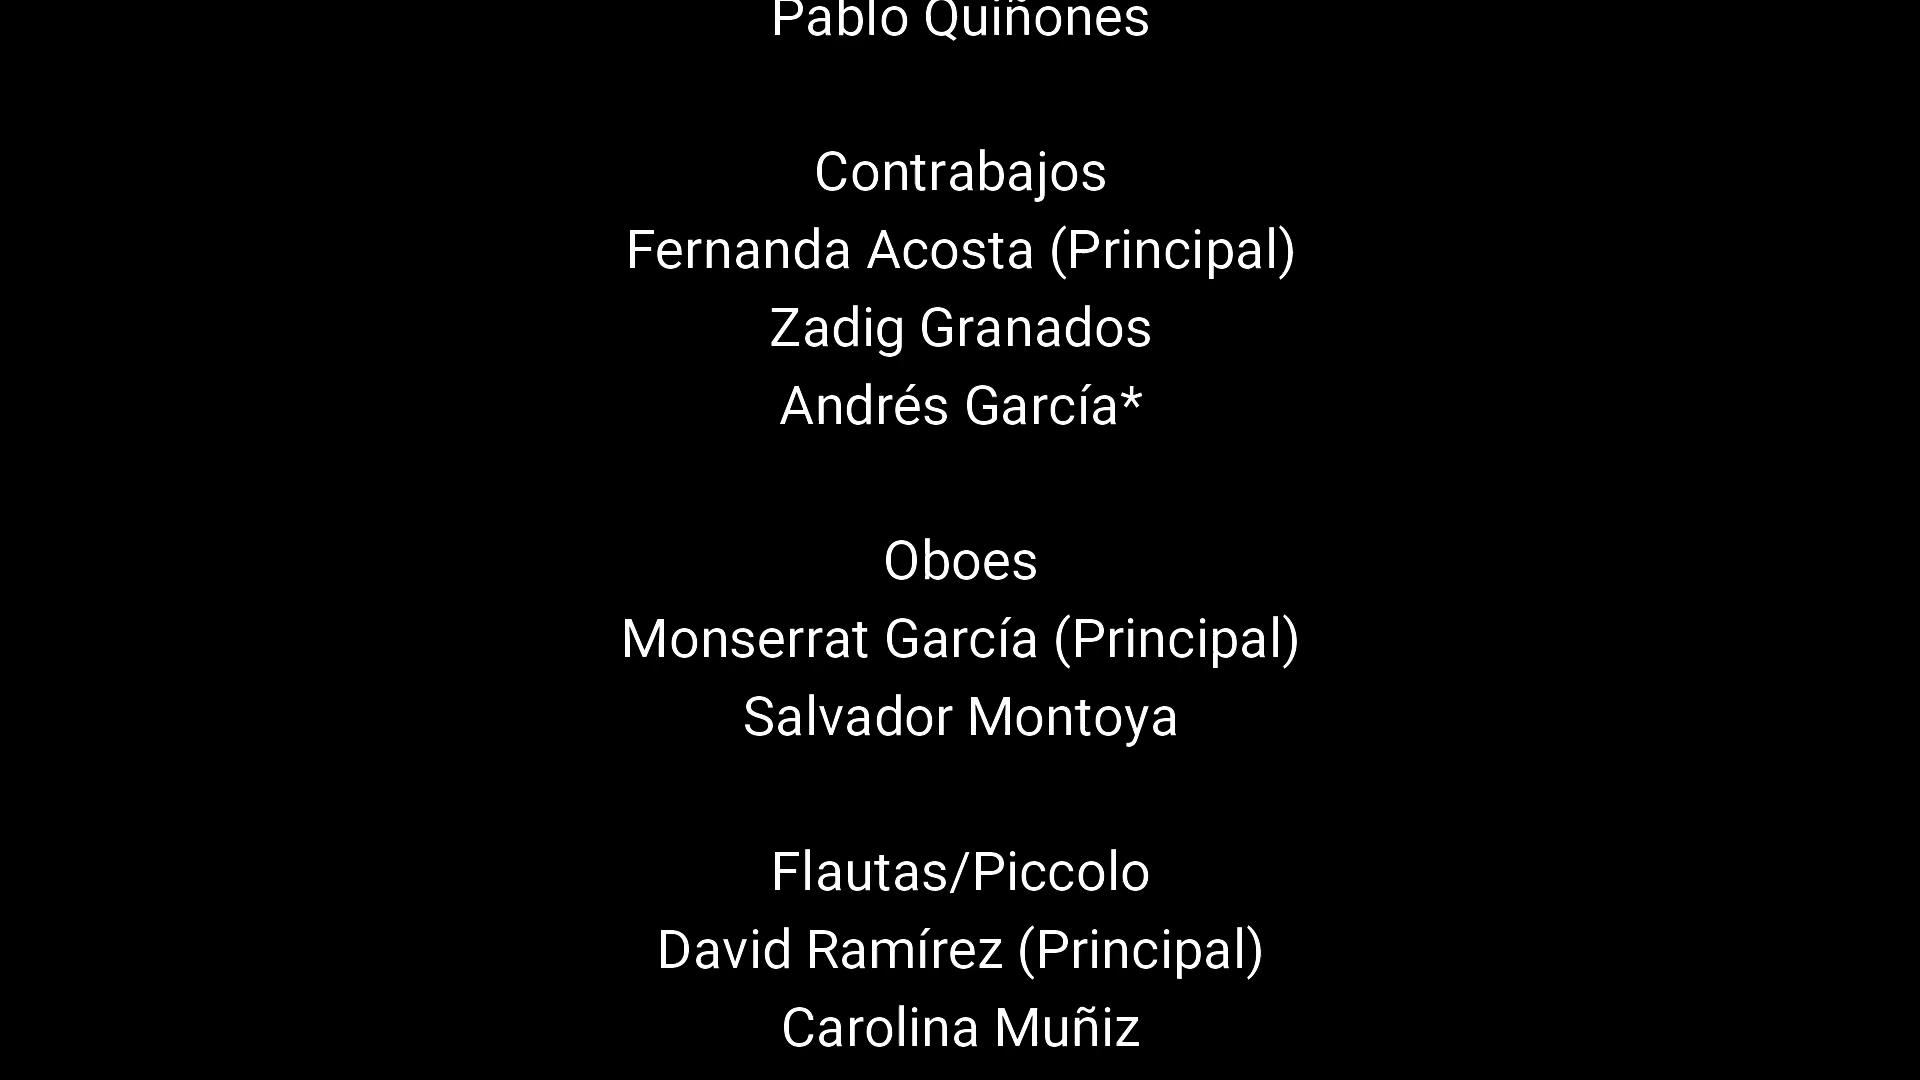 Pablo Quiñones
Contrabajos
Fernanda Acosta (Principal)
Zadig Granados
Andrés García*
Oboes
Monserrat García (Principal)
Salvador Montoya
Flautas/Piccolo
David Ramírez (Principal)
Carolina Muñiz